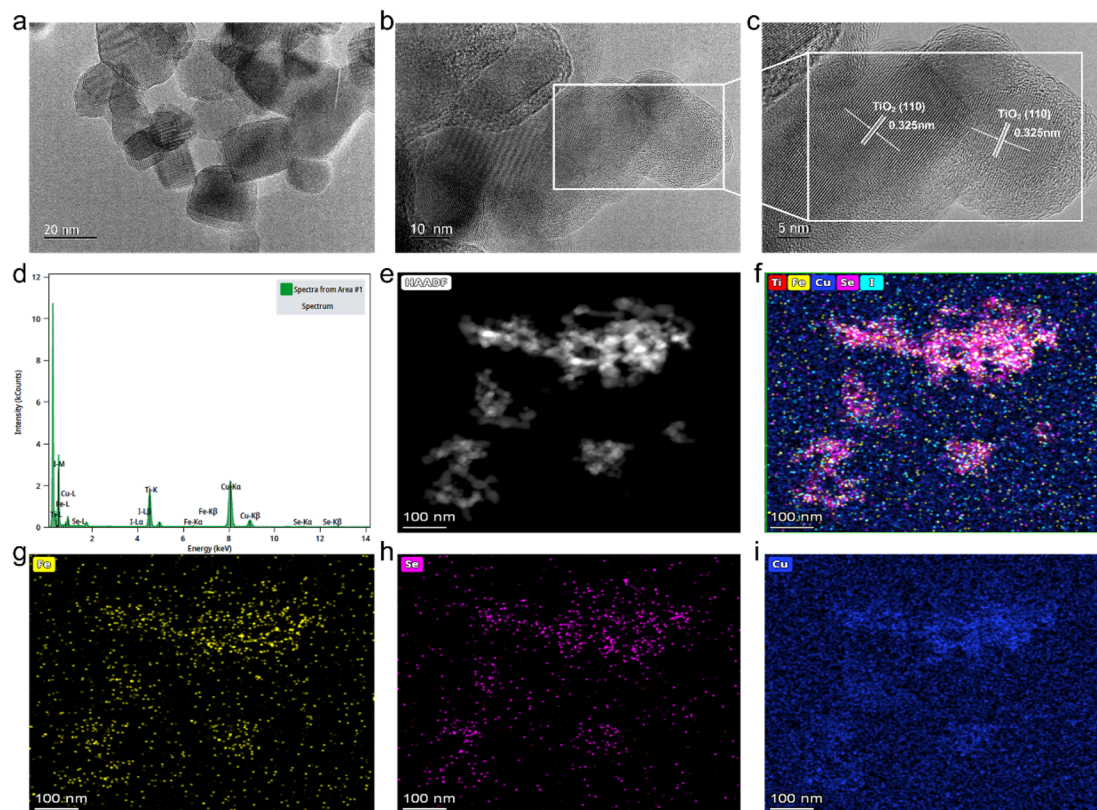 a
b
c
TiO₂ (110)
0.325nm
TiO₂ (110)
0.325nm
20 nm
10 nm
5 nm
d
e
f
12
10
8
6
4
2
0
Intensity (kCounts)
Spectra from Area #1
Spectrum
I-M
Cu-L
Fe-L
Se-L
I-Lα
I-Lβ
Ti-K
Fe-Kα
Fe-Kβ
Cu-Kα
Cu-Kβ
Se-Kα
Se-Kβ
2
4
6
8
10
12
14
Energy (keV)
HAADF
100 nm
Ti Fe Cu Se I
100 nm
g
h
i
Fe
100 nm
Se
100 nm
Cu
100 nm